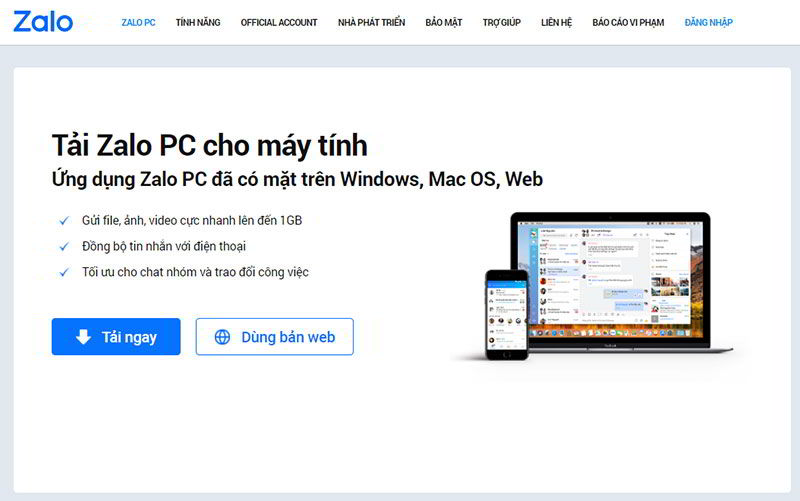 Zalo
ZALO PC TÍNH NĂNG OFFICIAL ACCOUNT NHÀ PHÁT TRIỂN BẢO MẬT TRỢ GIÚP LIÊN HỆ BÁO CÁO VI PHẠM ĐĂNG NHẬP
Tải Zalo PC cho máy tính
Ứng dụng Zalo PC đã có mặt trên Windows, Mac OS, Web
Gửi file, ảnh, video cực nhanh lên đến 1GB
Đồng bộ tin nhắn với điện thoại
Tối ưu cho chat nhóm và trao đổi công việc
Tải ngay
Dùng bản web